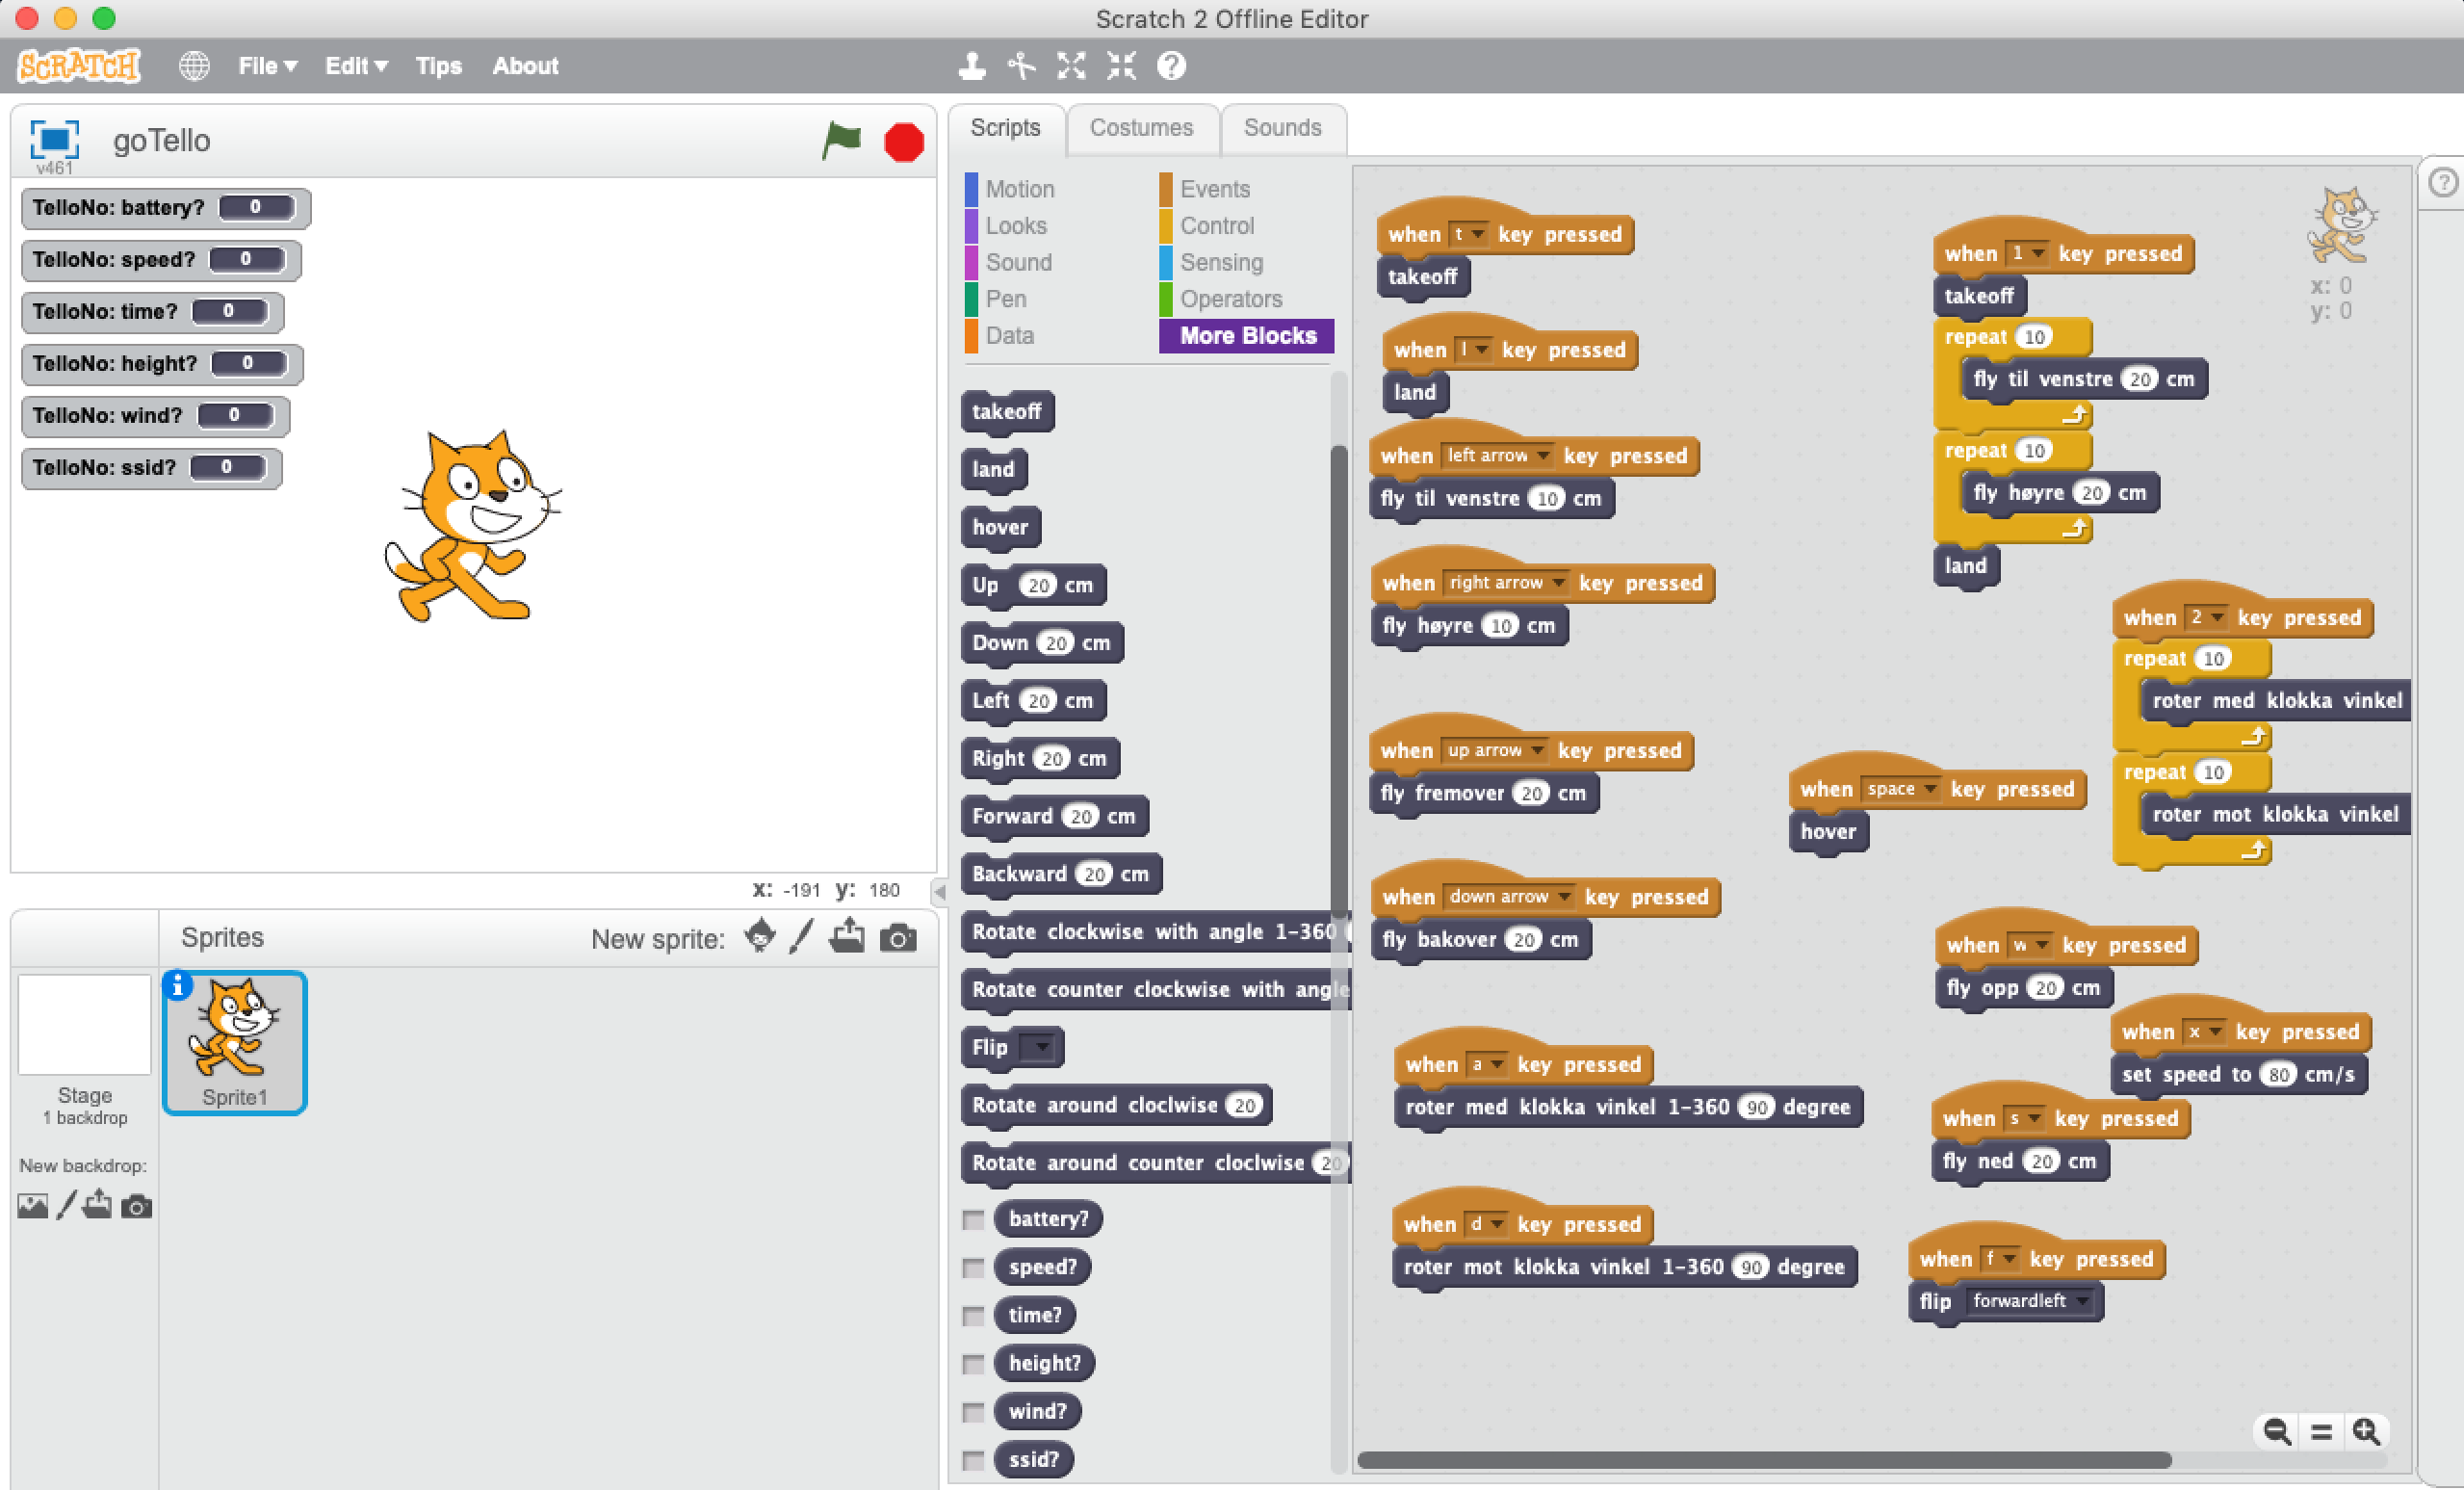 Scratch 2 Offline Editor
SCRATCH File Edit Tips About
goTello
v461
TelloNo: battery? 0
TelloNo: speed? 0
TelloNo: time? 0
TelloNo: height? 0
TelloNo: wind? 0
TelloNo: ssid? 0
x: -191 y: 180
Sprites New sprite:
Sprite1
Stage
1 backdrop
New backdrop:
Scripts Costumes Sounds
Motion Events
Looks Control
Sound Sensing
Pen Operators
Data More Blocks
takeoff
land
hover
Up 20 cm
Down 20 cm
Left 20 cm
Right 20 cm
Forward 20 cm
Backward 20 cm
Rotate clockwise with angle 1-360
Rotate counter clockwise with angle
Flip
Rotate around cloclwise 20
Rotate around counter cloclwise 20
battery?
speed?
time?
height?
wind?
ssid?
when t key pressed
takeoff
when l key pressed
land
when left arrow key pressed
fly til venstre 10 cm
when right arrow key pressed
fly høyre 10 cm
when up arrow key pressed
fly fremover 20 cm
when down arrow key pressed
fly bakover 20 cm
when a key pressed
roter med klokka vinkel 1-360 90 degree
when d key pressed
roter mot klokka vinkel 1-360 90 degree
when 1 key pressed
takeoff
repeat 10
fly til venstre 20 cm
repeat 10
fly høyre 20 cm
land
when 2 key pressed
repeat 10
roter med klokka vinkel
repeat 10
roter mot klokka vinkel
when space key pressed
hover
when w key pressed
fly opp 20 cm
when x key pressed
set speed to 80 cm/s
when s key pressed
fly ned 20 cm
when f key pressed
flip forwardleft
x: 0
y: 0